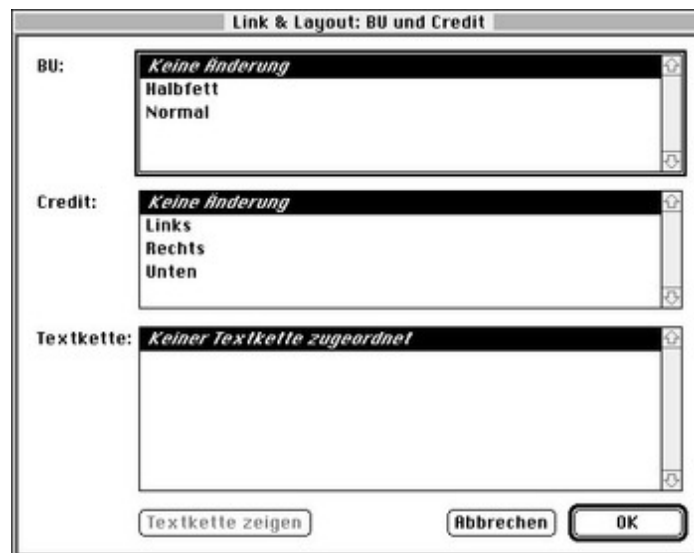 Link & Layout: BU und Credit
BU:
Keine Änderung
Halbfett
Normal
Credit:
Keine Änderung
Links
Rechts
Unten
Textkette:
Keiner Textkette zugeordnet
Textkette zeigen
Abbrechen
OK